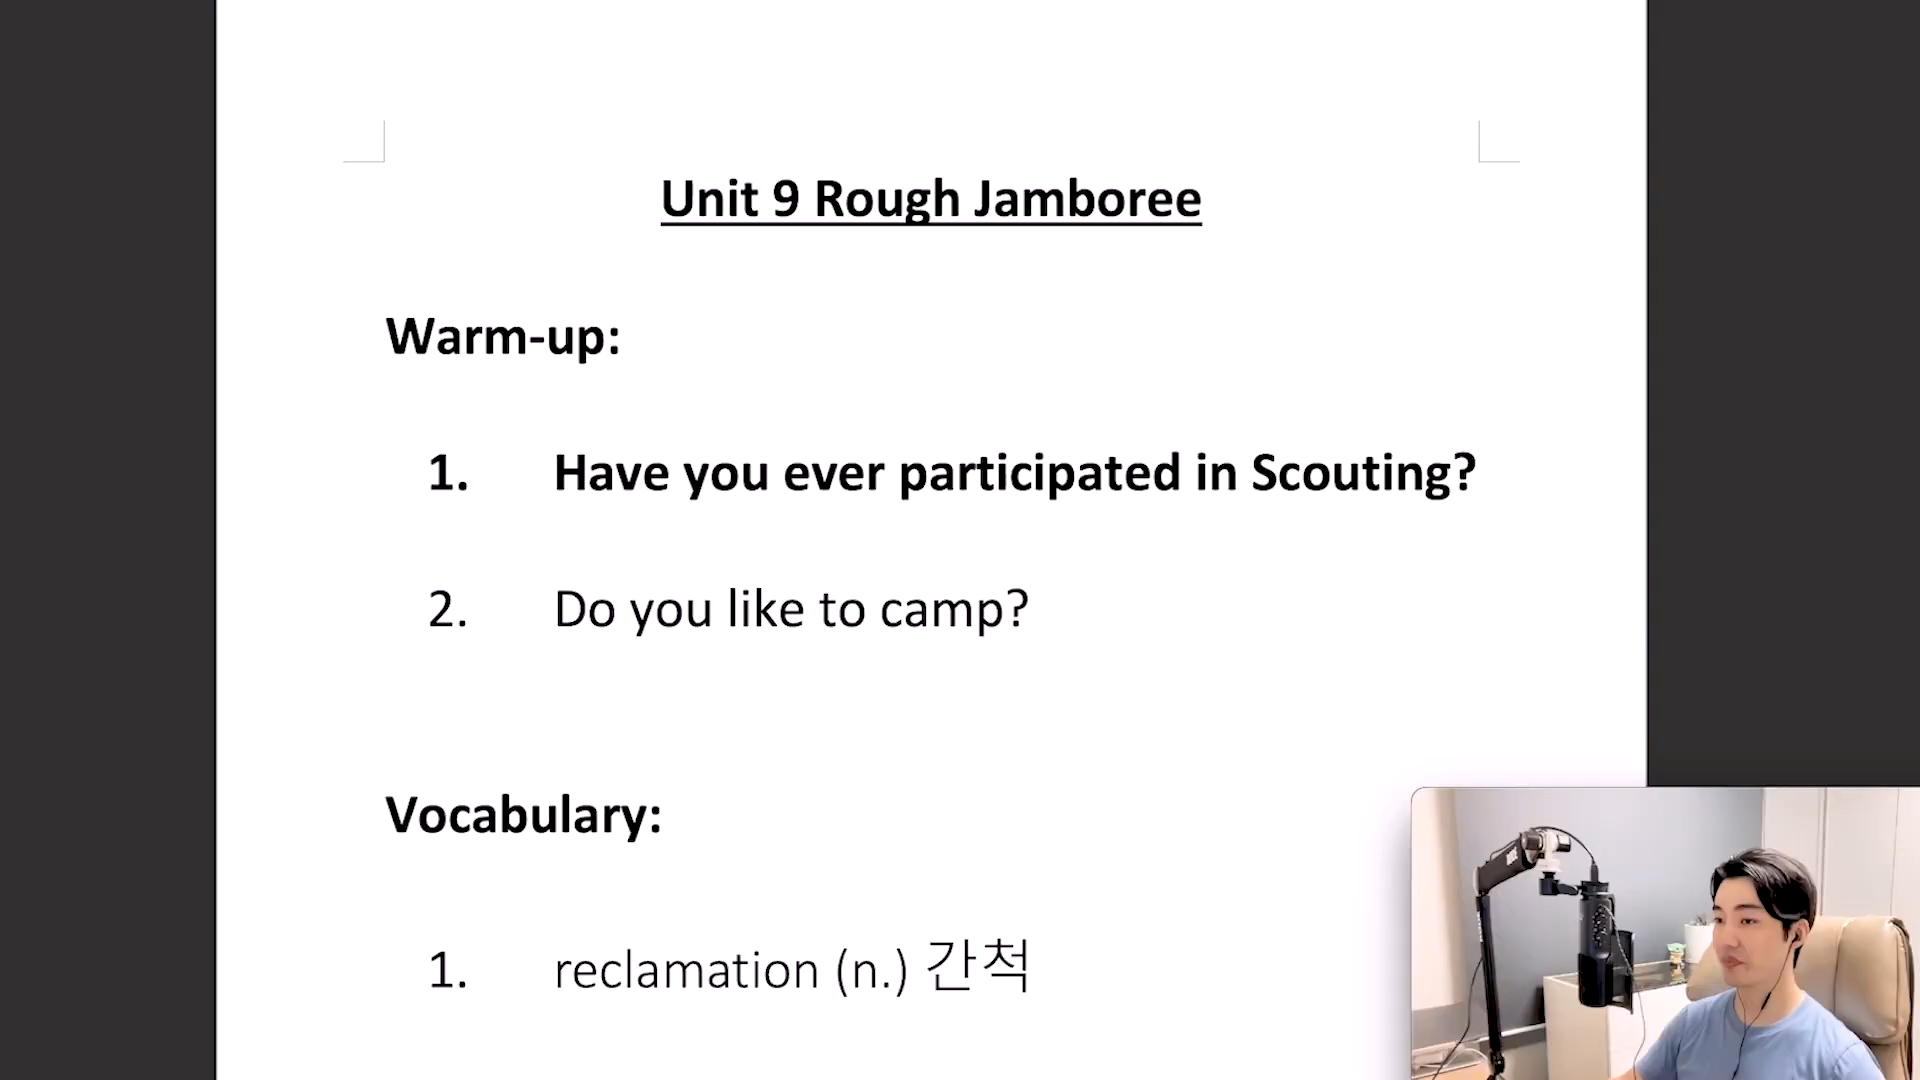 Unit 9 Rough Jamboree
Warm-up:
1. Have you ever participated in Scouting?
2. Do you like to camp?
Vocabulary:
1. reclamation (n.) 간척